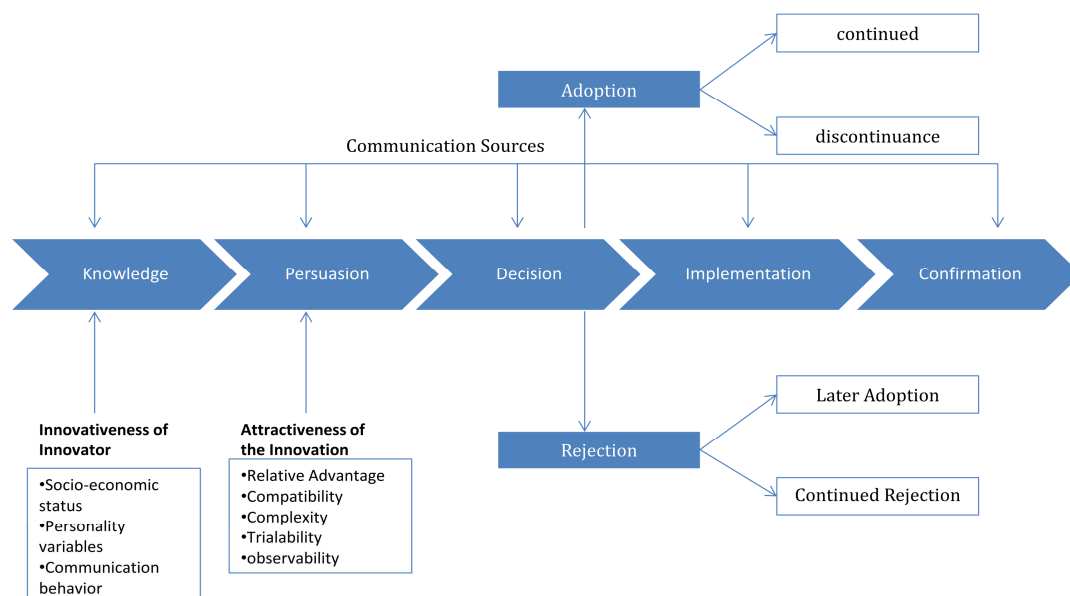 continued
Adoption
discontinuance
Communication Sources
Knowledge
Persuasion
Decision
Implementation
Confirmation
Innovativeness of
Innovator
•Socio-economic
status
•Personality
variables
•Communication
behavior
Attractiveness of
the Innovation
•Relative Advantage
•Compatibility
•Complexity
•Trialability
•observability
Later Adoption
Rejection
Continued Rejection